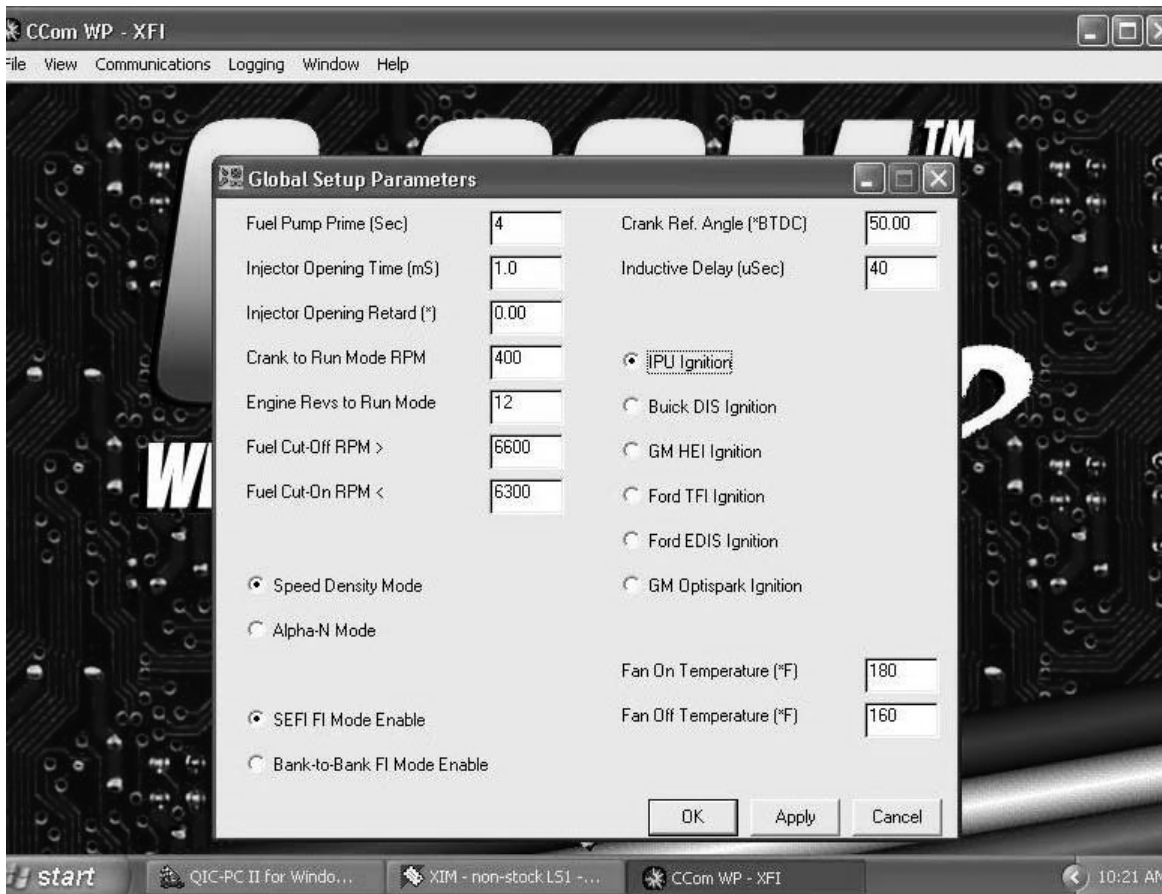 CCom WP - XFI
File View Communications Logging Window Help
TM
Global Setup Parameters
Fuel Pump Prime (Sec) 4
Injector Opening Time (mS) 1.0
Injector Opening Retard (*) 0.00
Crank to Run Mode RPM 400
Engine Revs to Run Mode 12
Fuel Cut-Off RPM > 6600
Fuel Cut-On RPM < 6300
Speed Density Mode
Alpha-N Mode
SEFI FI Mode Enable
Bank-to-Bank FI Mode Enable
Crank Ref. Angle (*BTDC) 50.00
Inductive Delay (uSec) 40
IPU Ignition
Buick DIS Ignition
GM HEI Ignition
Ford TFI Ignition
Ford EDIS Ignition
GM Optispark Ignition
Fan On Temperature (*F) 180
Fan Off Temperature (*F) 160
OK Apply Cancel
start QIC-PC II for Windo... XIM - non-stock LS1 -... CCom WP - XFI 10:21 AM